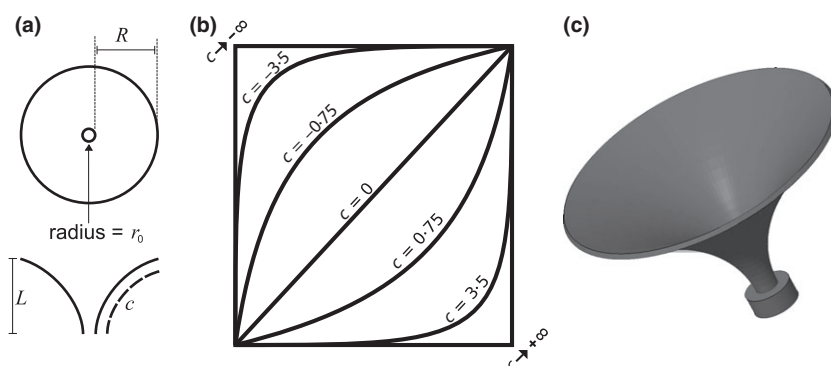 (a)
R
radius = r₀
L
c
(b)
c→-∞
c = -3·5
c = -0·75
c = 0
c = 0·75
c = 3·5
c→+∞
(c)